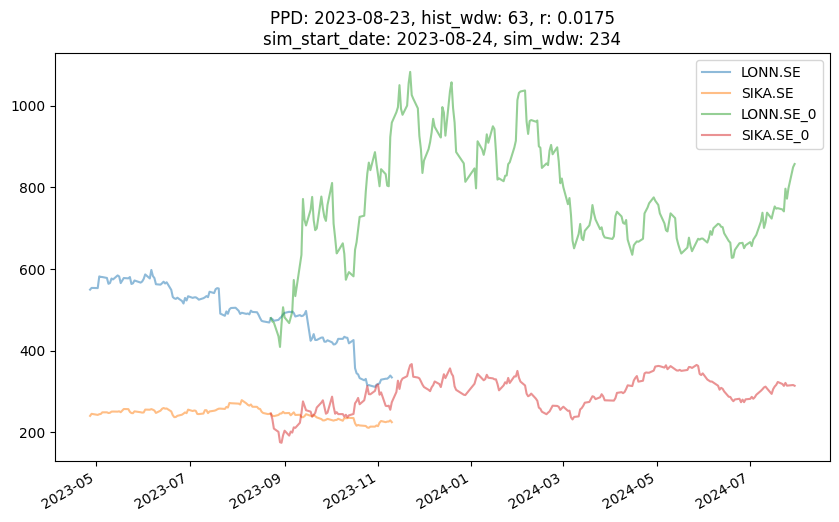 PPD: 2023-08-23, hist_wdw: 63, r: 0.0175
sim_start_date: 2023-08-24, sim_wdw: 234
LONN.SE
SIKA.SE
LONN.SE_0
SIKA.SE_0
1000
800
600
400
200
2023-05
2023-07
2023-09
2023-11
2024-01
2024-03
2024-05
2024-07